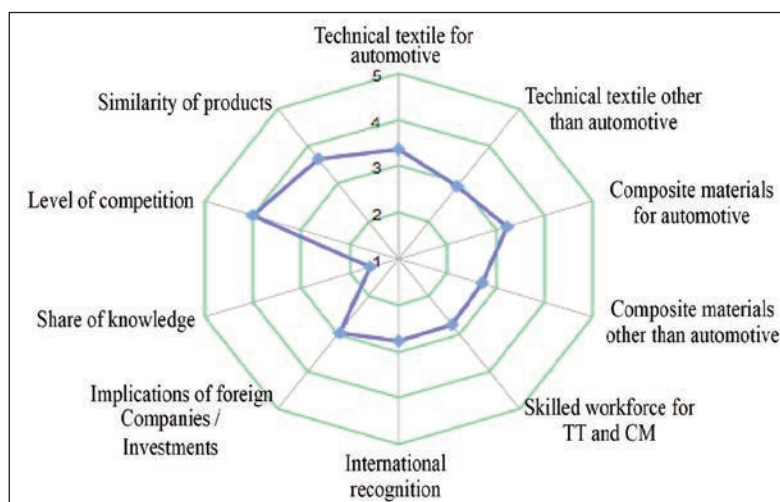 Technical textile for
automotive
5
4
3
2
1
Technical textile other
than automotive
Composite materials
for automotive
Composite materials
other than automotive
Skilled workforce for
TT and CM
International
recognition
Implications of foreign
Companies /
Investments
Share of knowledge
Level of competition
Similarity of products